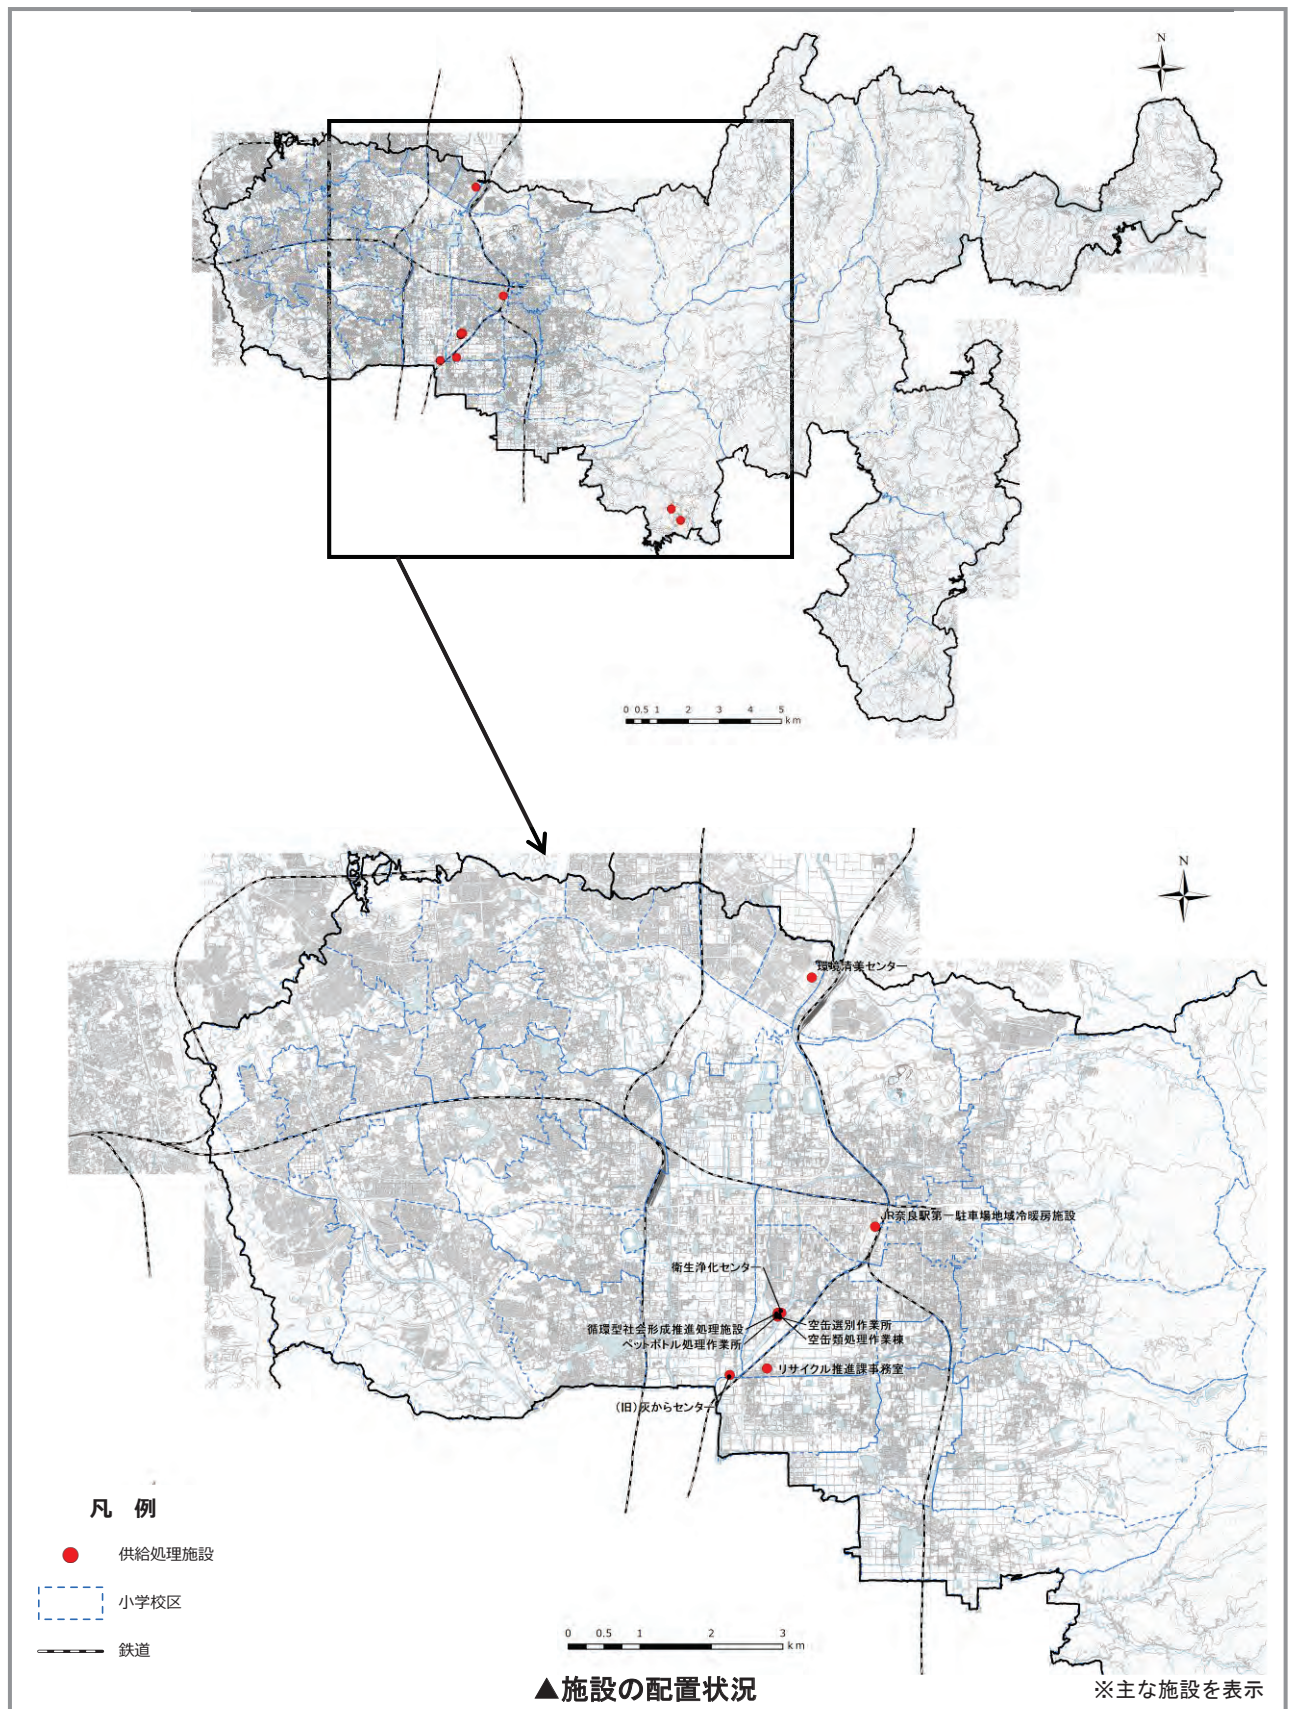 N
0 0.5 1 2 3 4 5
km
N
環境清美センター
JR奈良駅第一駐車場地域冷暖房施設
衛生浄化センター
循環型社会形成推進処理施設
空缶選別作業所
ペットボトル処理作業所
空缶類処理作業棟
リサイクル推進課事務室
(旧)灰からセンター
凡 例
供給処理施設
小学校区
鉄道
0 0.5 1 2 3
km
▲施設の配置状況
※主な施設を表示